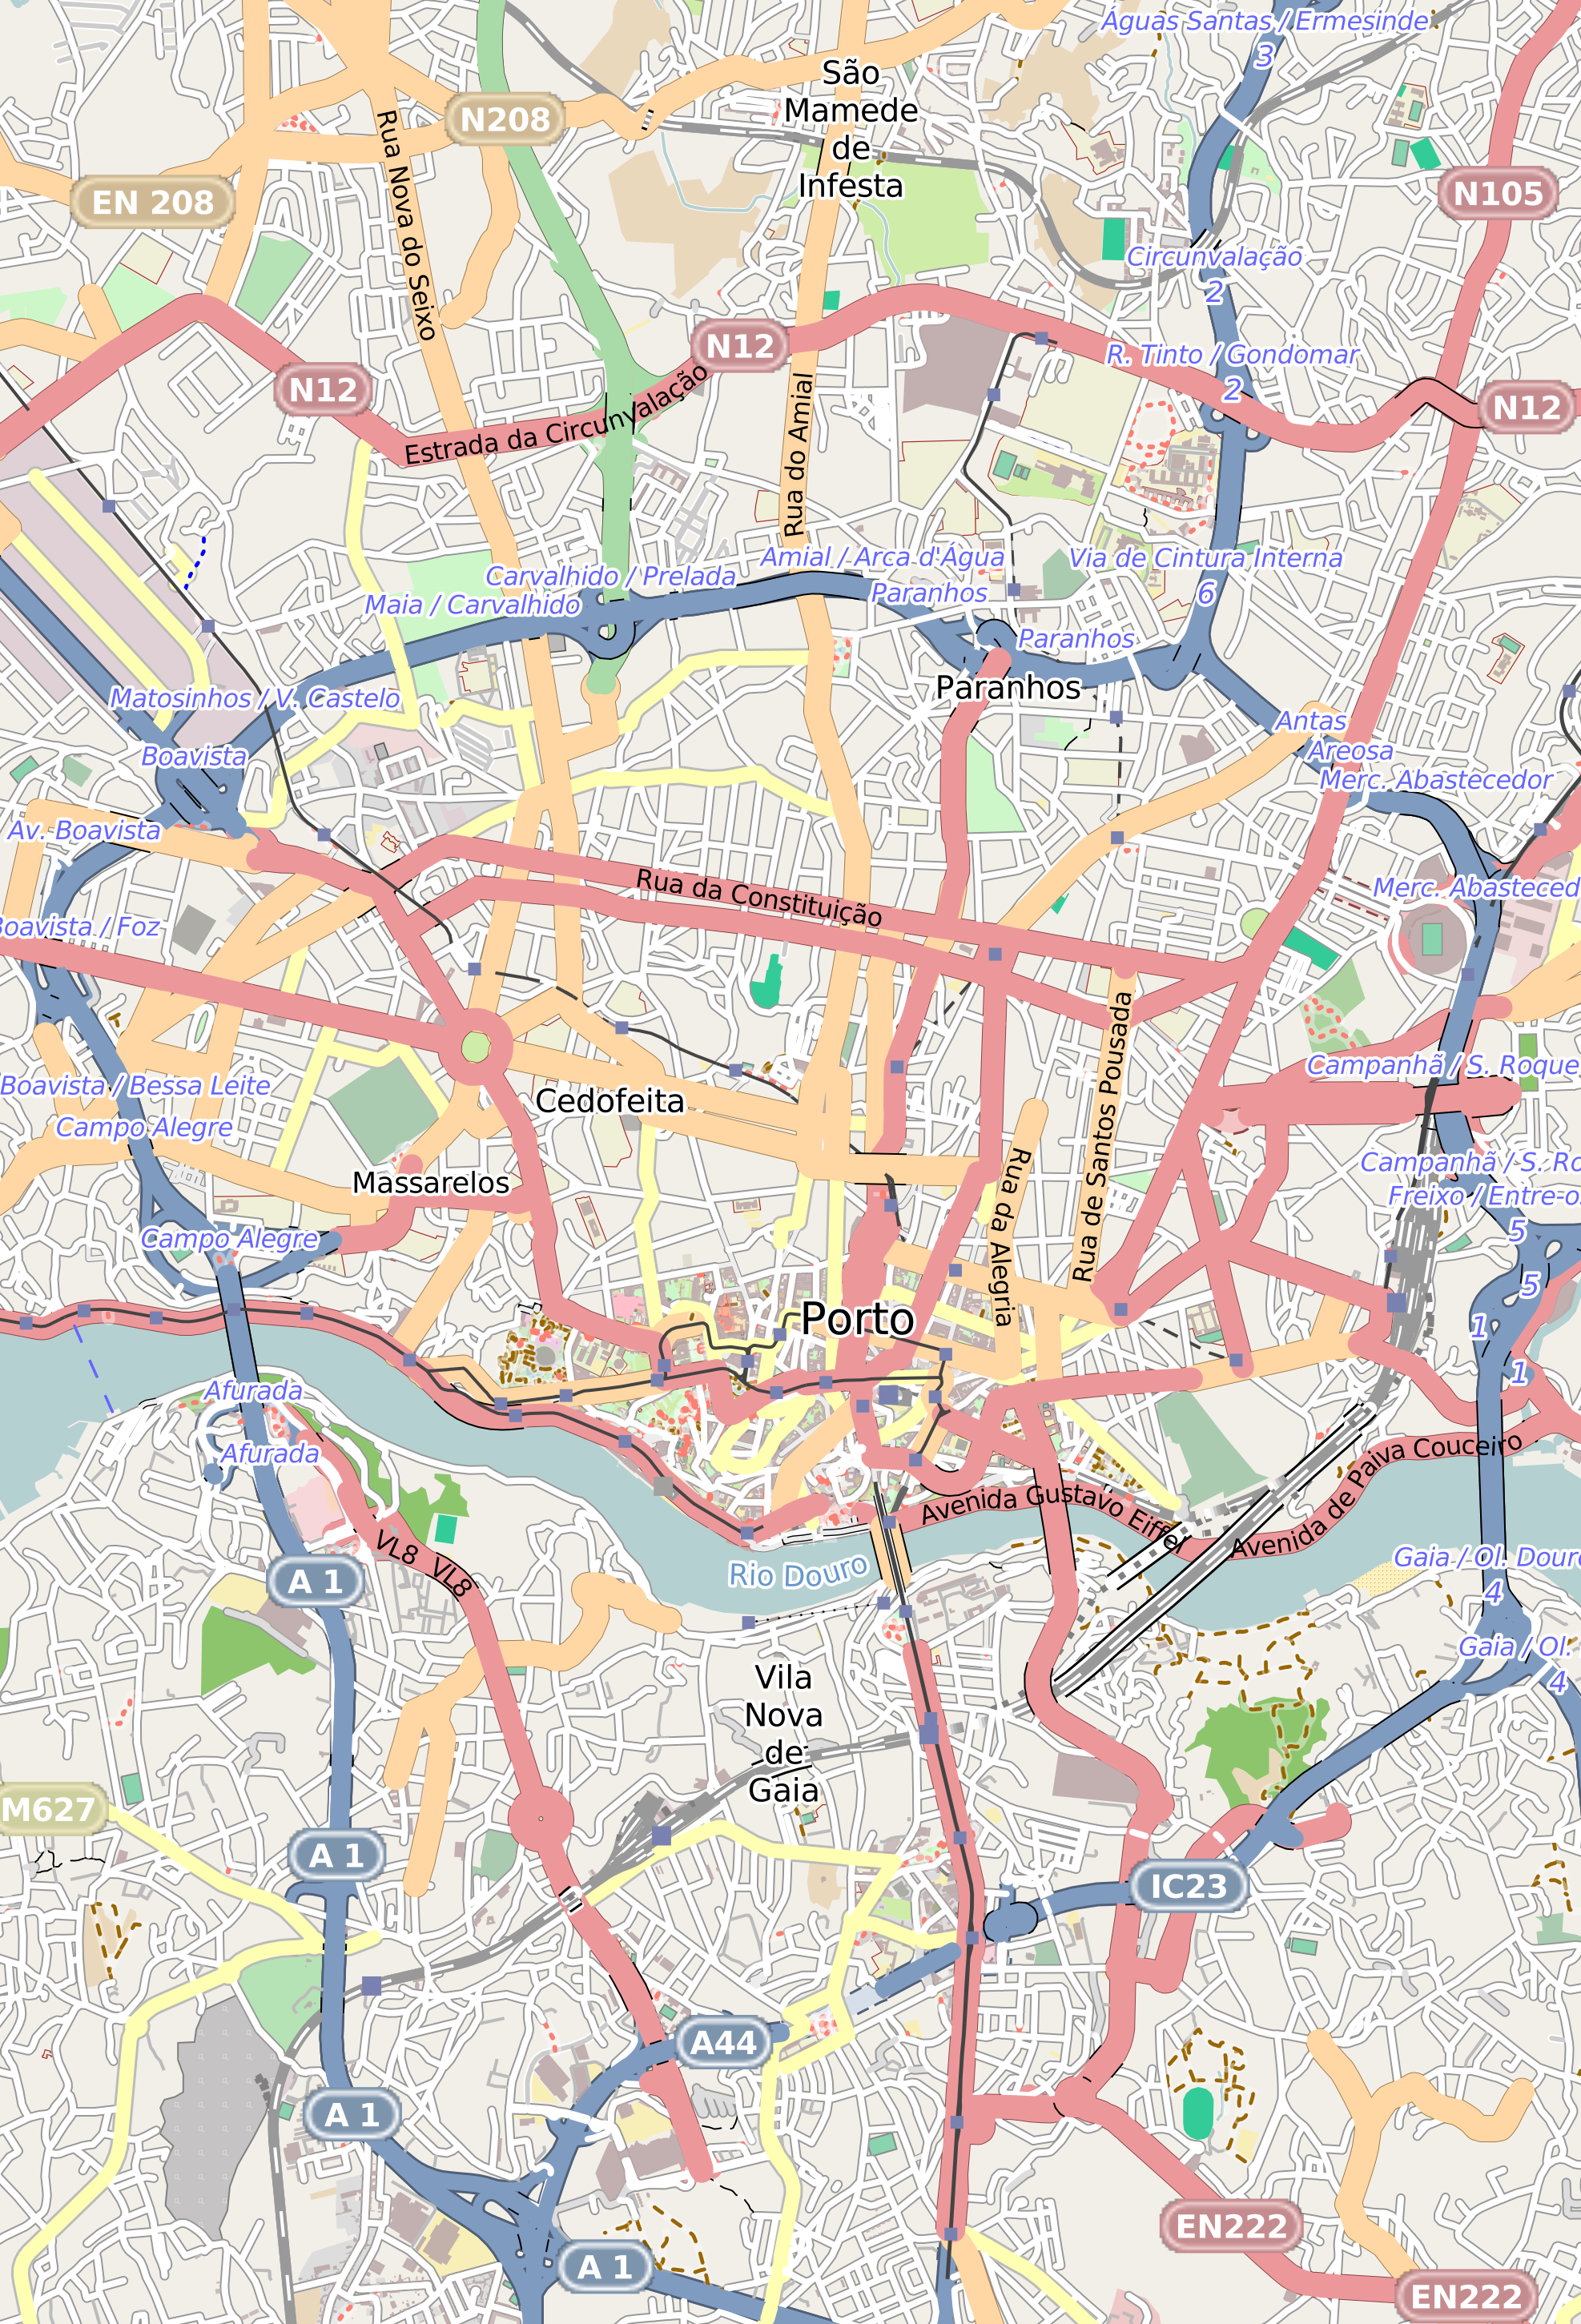 Águas Santas / Ermesinde
3
São
Mamede
de
Infesta
N208
Rua Nova do Seixo
EN 208
N105
Circunvalação
2
N12
R. Tinto / Gondomar
2
N12
N12
Estrada da Circunvalação
Rua do Amial
Amial / Arca d'Água
Via de Cintura Interna
6
Carvalhido / Prelada
Paranhos
Maia / Carvalhido
Paranhos
Paranhos
Matosinhos / V. Castelo
Antas
Boavista
Areosa
Merc. Abastecedor
Av. Boavista
Rua da Constituição
Merc. Abasteced
Boavista / Foz
Rua de Santos Pousada
Campanhã / S. Roque
Boavista / Bessa Leite
Cedofeita
Campo Alegre
Massarelos
Rua da Alegria
Campanhã / S. Ro
Freixo / Entre-o
5
Campo Alegre
5
Porto
1
1
Afurada
Afurada
Avenida Gustavo Eiffel
Avenida de Paiva Couceiro
VL8 VL8
Rio Douro
Gaia / Ol. Douro
4
A 1
Gaia / Ol.
4
Vila
Nova
de
Gaia
M627
A 1
IC23
A44
A 1
EN222
A 1
EN222